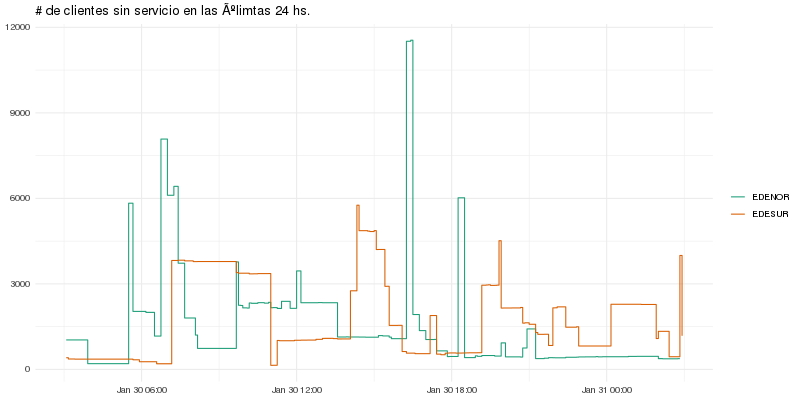 # de clientes sin servicio en las Ãºlimtas 24 hs.
12000
9000
6000
3000
0
Jan 30 06:00
Jan 30 12:00
Jan 30 18:00
Jan 31 00:00
EDENOR
EDESUR